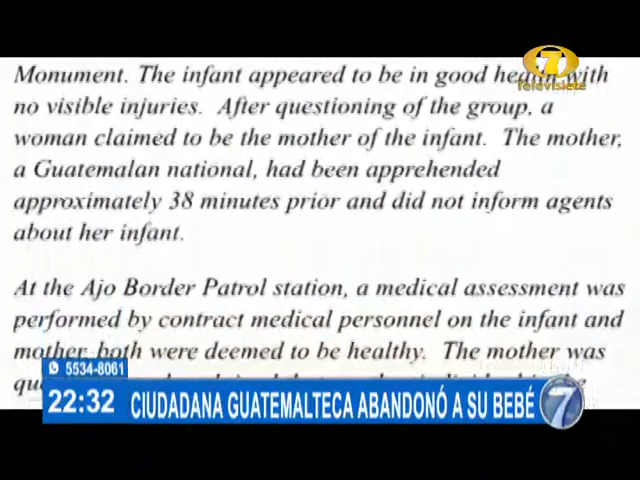 7
Televisiete
Monument. The infant appeared to be in good health with
no visible injuries. After questioning of the group, a
woman claimed to be the mother of the infant. The mother,
a Guatemalan national, had been apprehended
approximately 38 minutes prior and did not inform agents
about her infant.
At the Ajo Border Patrol station, a medical assessment was
performed by contract medical personnel on the infant and
mother, both were deemed to be healthy. The mother was
5534-8061
22:32 CIUDADANA GUATEMALTECA ABANDONÓ A SU BEBÉ 7